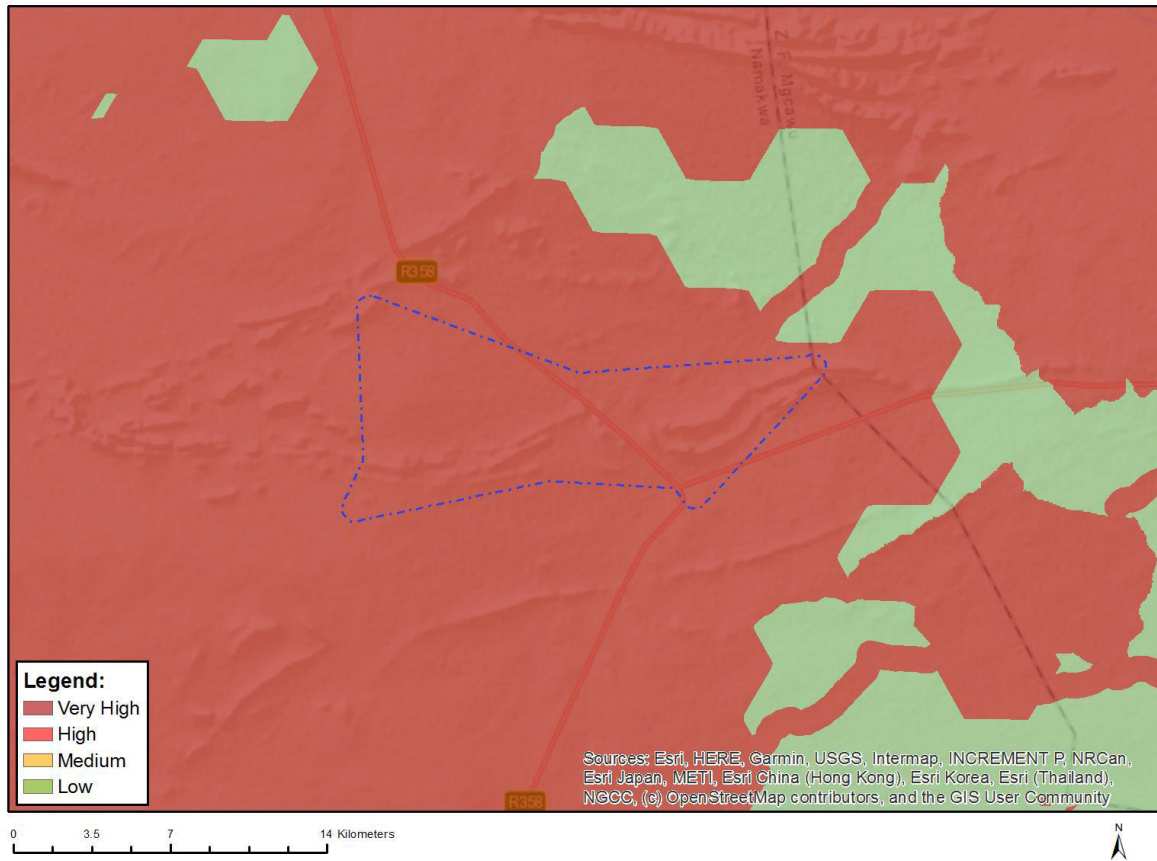 Z F Mgcawu
Namakwa
R358
Legend:
Very High
High
Medium
Low
Sources: Esri, HERE, Garmin, USGS, Intermap, INCREMENT P, NRCan,
Esri Japan, METI, Esri China (Hong Kong), Esri Korea, Esri (Thailand),
NGCC, (c) OpenStreetMap contributors, and the GIS User Community
R358
0 3.5 7 14 Kilometers
N